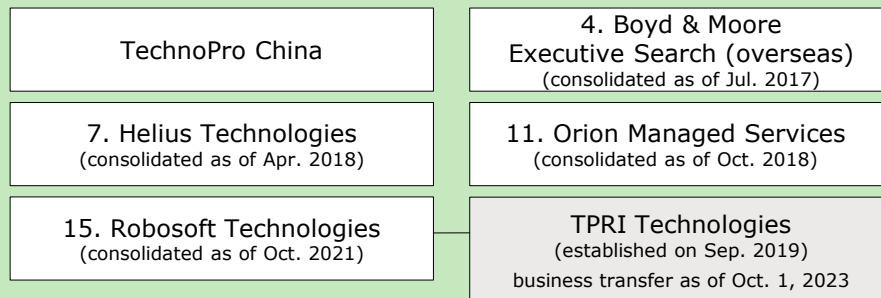 TechnoPro China
4. Boyd & Moore
Executive Search (overseas)
(consolidated as of Jul. 2017)
7. Helius Technologies
(consolidated as of Apr. 2018)
11. Orion Managed Services
(consolidated as of Oct. 2018)
15. Robosoft Technologies
(consolidated as of Oct. 2021)
TPRI Technologies
(established on Sep. 2019)
business transfer as of Oct. 1, 2023